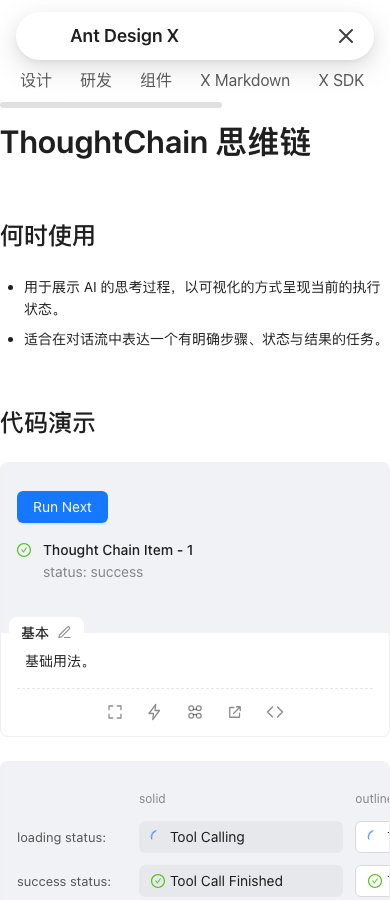 Ant Design X
设计 研发 组件 X Markdown X SDK
ThoughtChain 思维链
何时使用
用于展示 AI 的思考过程，以可视化的方式呈现当前的执行
状态。
适合在对话流中表达一个有明确步骤、状态与结果的任务。
代码演示
Run Next
Thought Chain Item - 1
status: success
基本
基础用法。
solid outline
loading status: Tool Calling
success status: Tool Call Finished